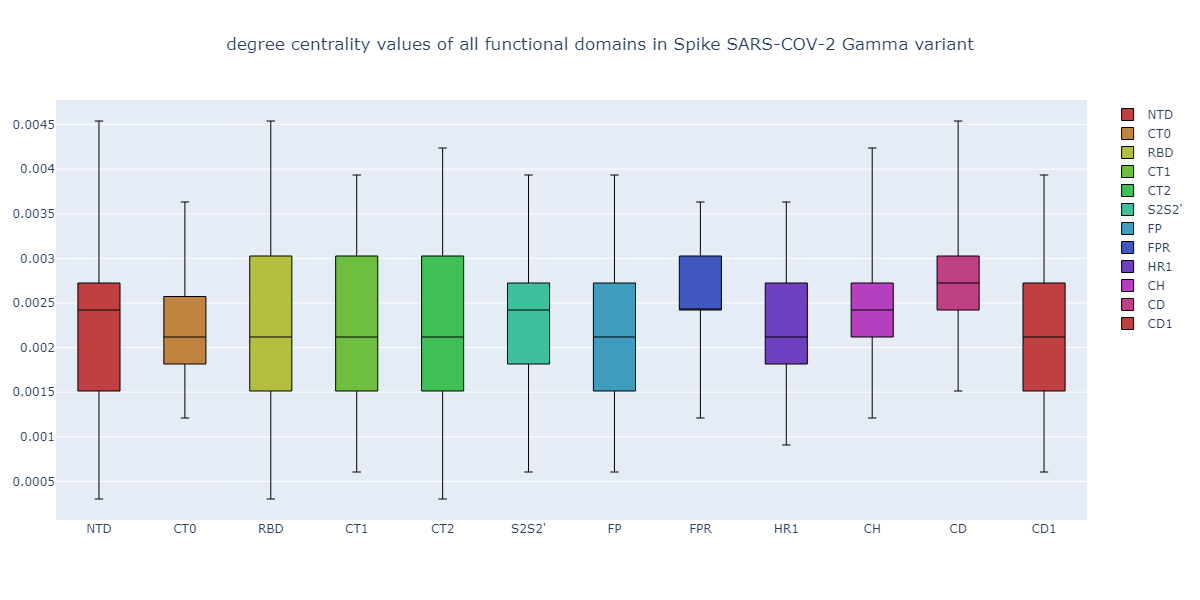 degree centrality values of all functional domains in Spike SARS-COV-2 Gamma variant
0.0045
0.004
0.0035
0.003
0.0025
0.002
0.0015
0.001
0.0005
NTD CT0 RBD CT1 CT2 S2S2' FP FPR HR1 CH CD CD1
NTD
CT0
RBD
CT1
CT2
S2S2'
FP
FPR
HR1
CH
CD
CD1